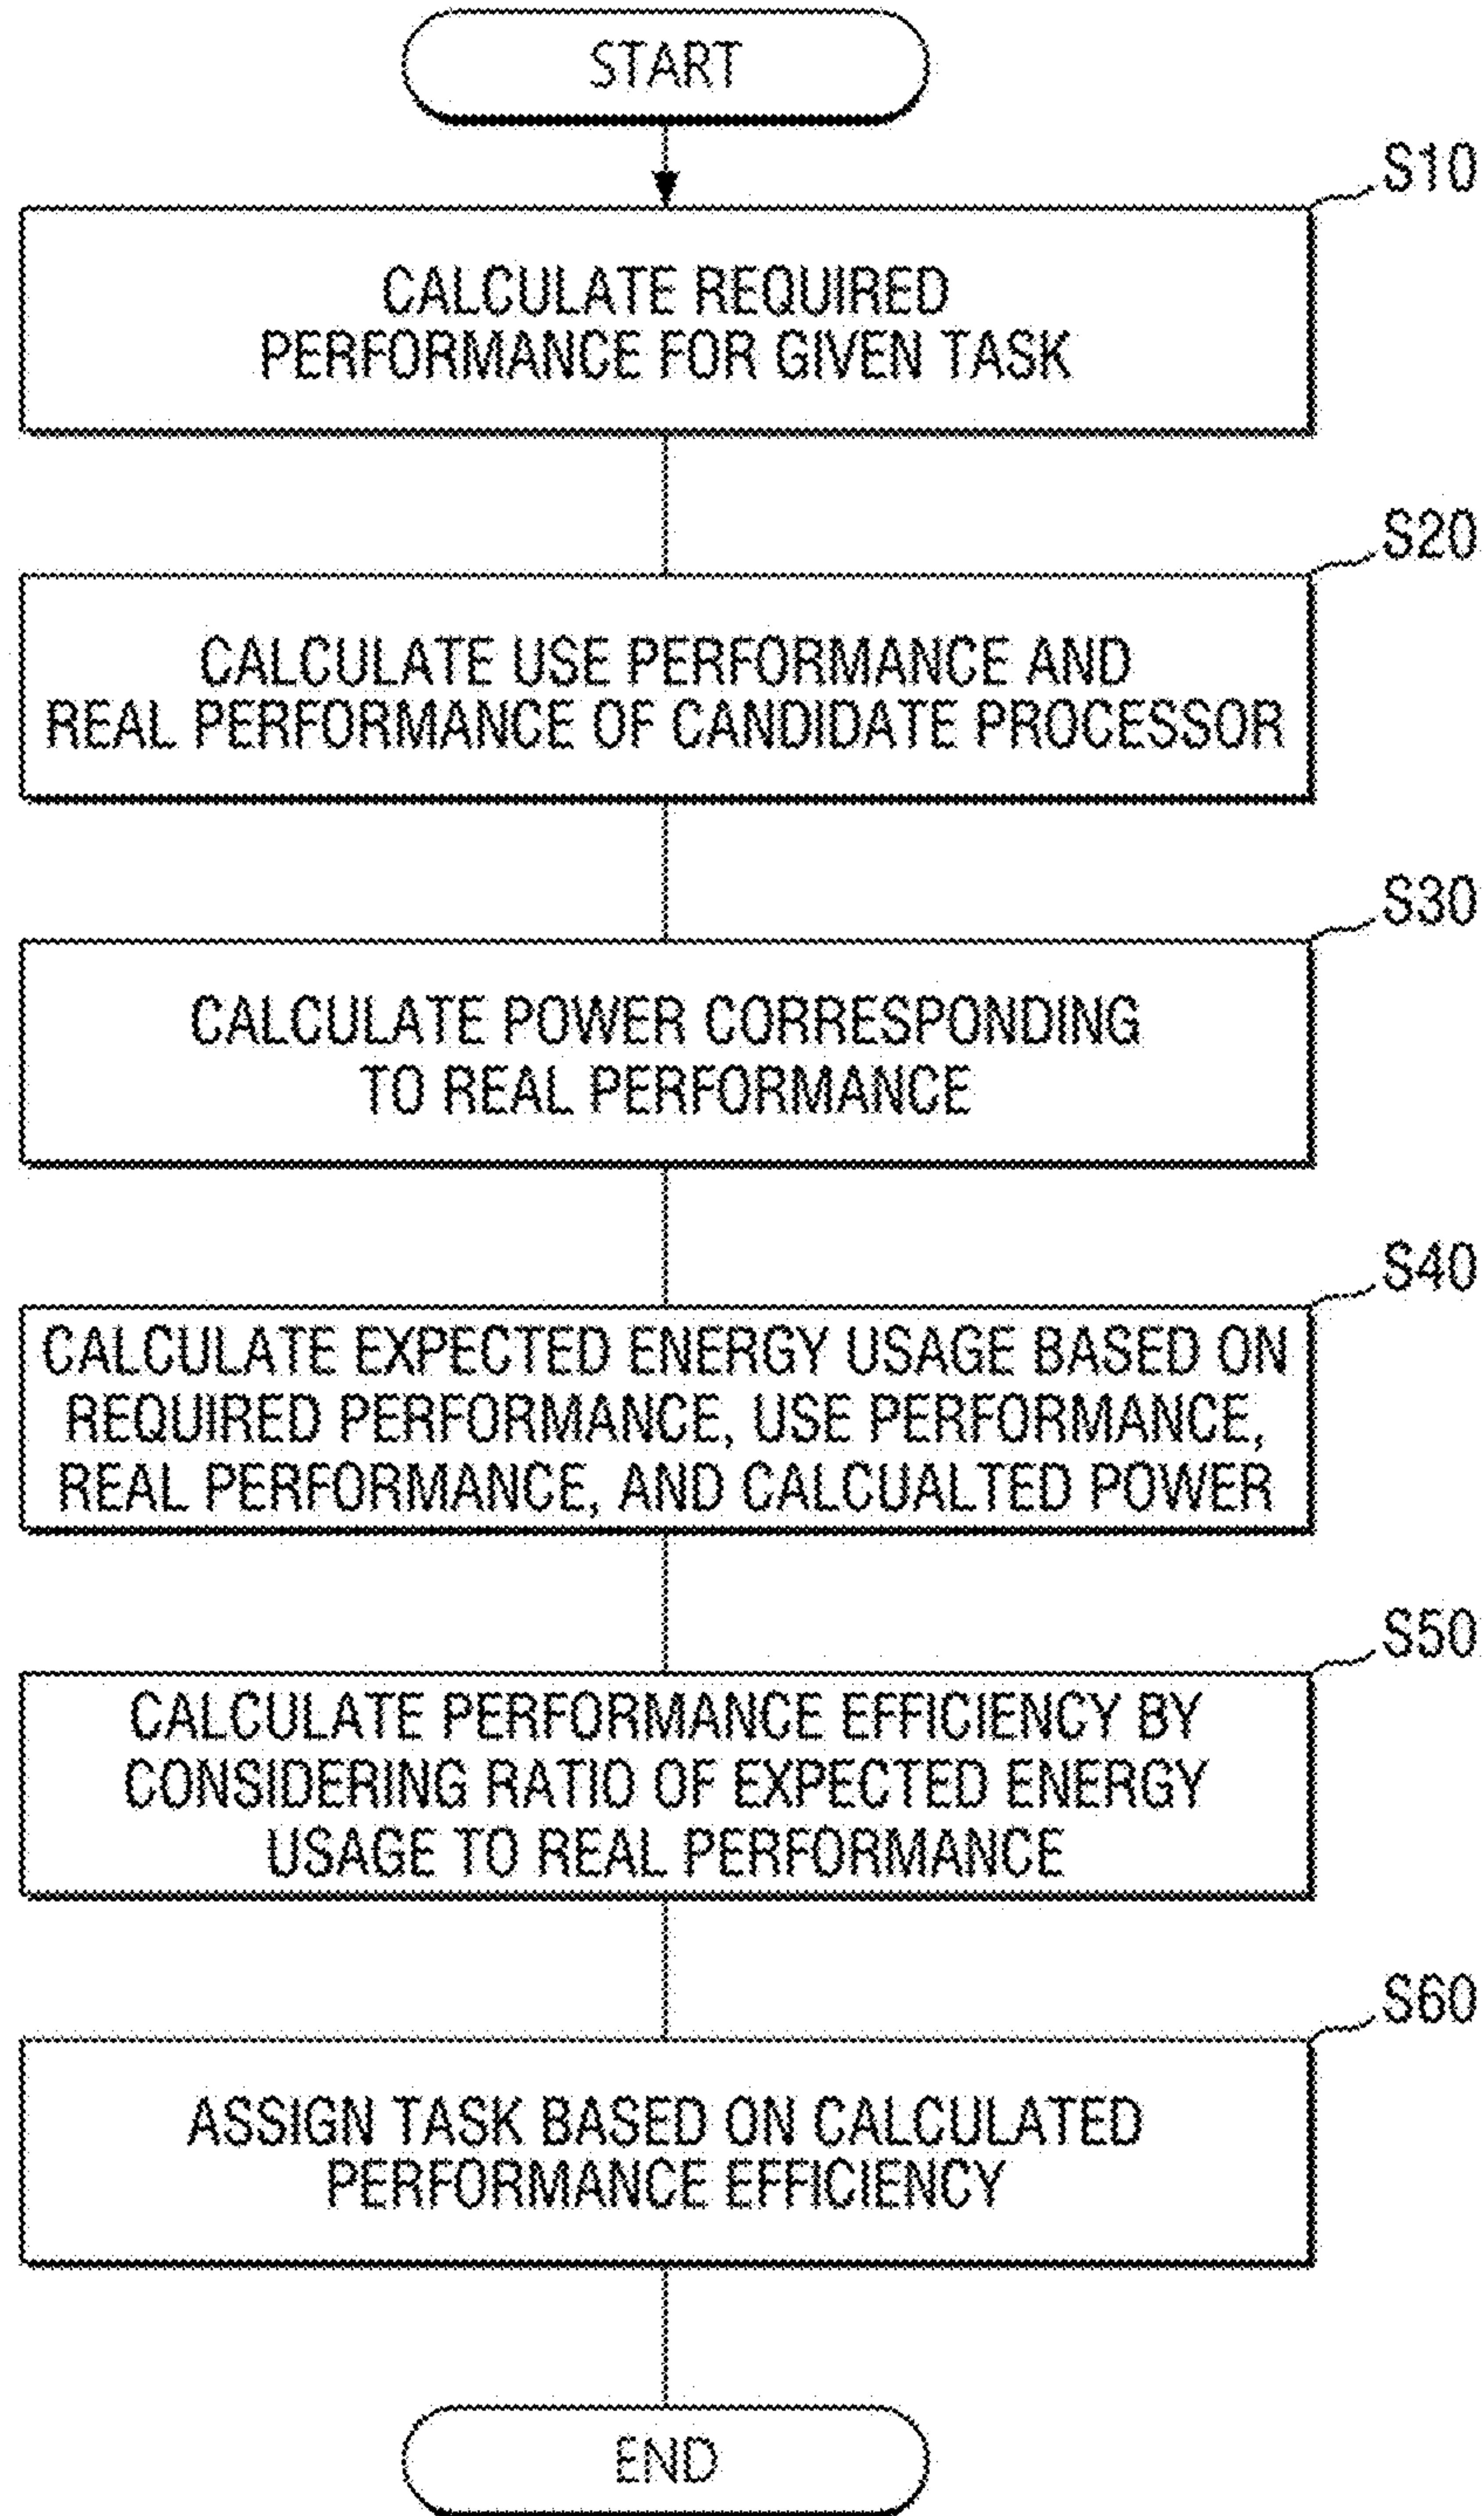 START
S10
CALCULATE REQUIRED
PERFORMANCE FOR GIVEN TASK
S20
CALCULATE USE PERFORMANCE AND
REAL PERFORMANCE OF CANDIDATE PROCESSOR
S30
CALCULATE POWER CORRESPONDING
TO REAL PERFORMANCE
S40
CALCULATE EXPECTED ENERGY USAGE BASED ON
REQUIRED PERFORMANCE, USE PERFORMANCE,
REAL PERFORMANCE, AND CALCUALTED POWER
S50
CALCULATE PERFORMANCE EFFICIENCY BY
CONSIDERING RATIO OF EXPECTED ENERGY
USAGE TO REAL PERFORMANCE
S60
ASSIGN TASK BASED ON CALCULATED
PERFORMANCE EFFICIENCY
END